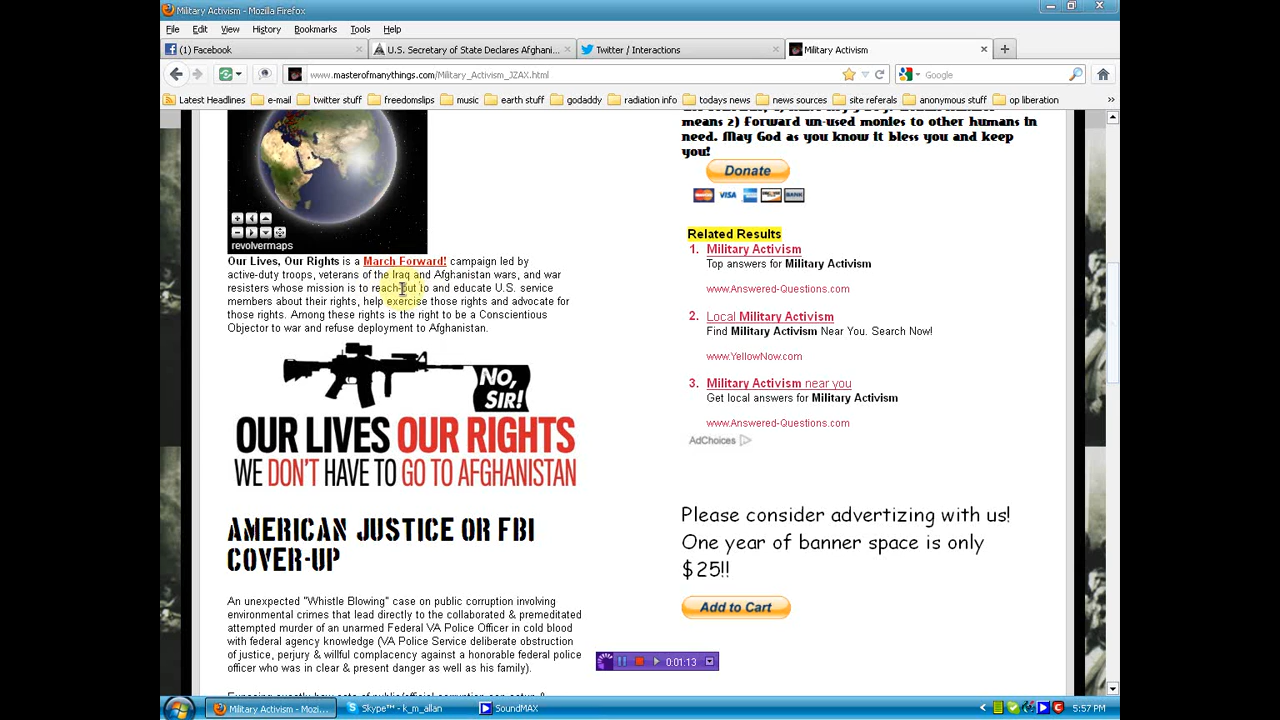 Military Activism - Mozilla Firefox
File Edit View History Bookmarks Tools Help
(1) Facebook
U.S. Secretary of State Declares Afghani...
Twitter / Interactions
Military Activism
www.masterofmanythings.com/Military_Activism_JZAX.html
Google
Latest Headlines e-mail twitter stuff freedomslips music earth stuff godaddy radiation info todays news news sources site referals anonymous stuff op liberation
revolvermaps
Our Lives, Our Rights is a March Forward! campaign led by
active-duty troops, veterans of the Iraq and Afghanistan wars, and war
resisters whose mission is to reach-out to and educate U.S. service
members about their rights, help exercise those rights and advocate for
those rights. Among these rights is the right to be a Conscientious
Objector to war and refuse deployment to Afghanistan.
NO,
SIR!
OUR LIVES OUR RIGHTS
WE DON'T HAVE TO GO TO AFGHANISTAN
AMERICAN JUSTICE OR FBI
COVER-UP
An unexpected "Whistle Blowing" case on public corruption involving
environmental crimes that lead directly to the collaborated & premeditated
attempted murder of an unarmed Federal VA Police Officer in cold blood
with federal agency knowledge (VA Police Service deliberate obstruction
of justice, perjury & willful complacency against a honorable federal police
officer who was in clear & present danger as well as his family).
means 2) forward un-used monies to other humans in
need. May God as you know it bless you and keep
you!
Donate
VISA
BANK
Related Results
1. Military Activism
Top answers for Military Activism
www.Answered-Questions.com
2. Local Military Activism
Find Military Activism Near You. Search Now!
www.YellowNow.com
3. Military Activism near you
Get local answers for Military Activism
www.Answered-Questions.com
AdChoices
Please consider advertizing with us!
One year of banner space is only
$25!!
Add to Cart
0:01:13
Military Activism - Mozi...
Skype™ - k_m_allan
SoundMAX
5:57 PM